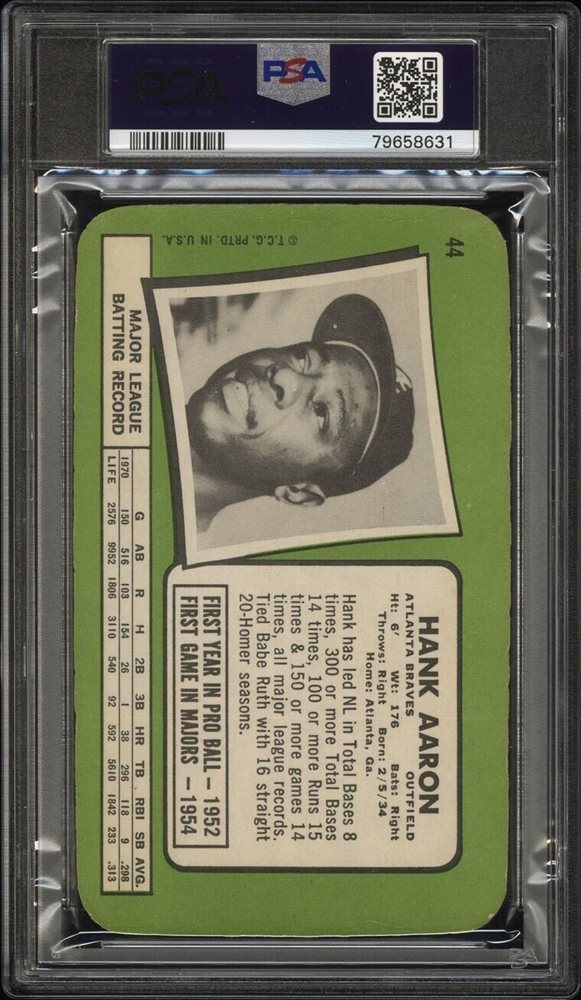 PSA
PSA
79658631
44
© T.C.G. PRTD. IN U.S.A.
HANK AARON
ATLANTA BRAVES OUTFIELD
Ht: 6' Wt: 176 Bats: Right
Throws: Right Born: 2/5/34
Home: Atlanta, Ga.
Hank has led NL in Total Bases 8
times, 300 or more Total Bases
14 times, 100 or more Runs 15
times & 150 or more games 14
times, all major league records.
Tied Babe Ruth with 16 straight
20-Homer seasons.
FIRST YEAR IN PRO BALL — 1952
FIRST GAME IN MAJORS — 1954
MAJOR LEAGUE
BATTING RECORD
G AB R H 2B 3B HR TB RBI SB AVG.
1970 150 516 103 154 26 1 38 296 118 9 .298
LIFE 2576 9952 1806 3110 540 92 592 5610 1842 233 .313